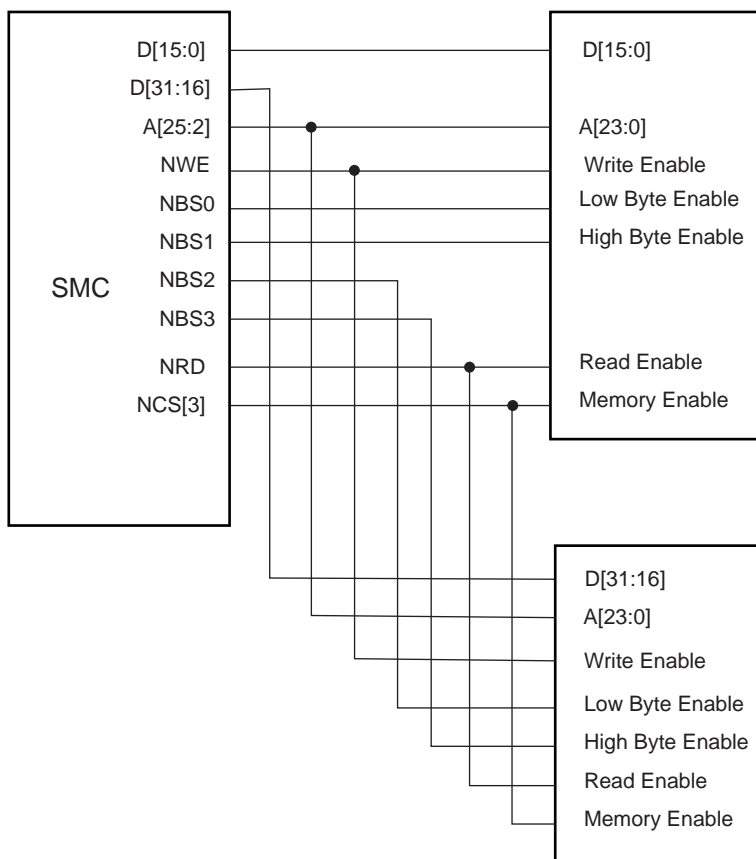 D[15:0]
D[31:16]
A[25:2]
NWE
NBS0
NBS1
NBS2
NBS3
NRD
NCS[3]
SMC
D[15:0]
A[23:0]
Write Enable
Low Byte Enable
High Byte Enable
Read Enable
Memory Enable
D[31:16]
A[23:0]
Write Enable
Low Byte Enable
High Byte Enable
Read Enable
Memory Enable